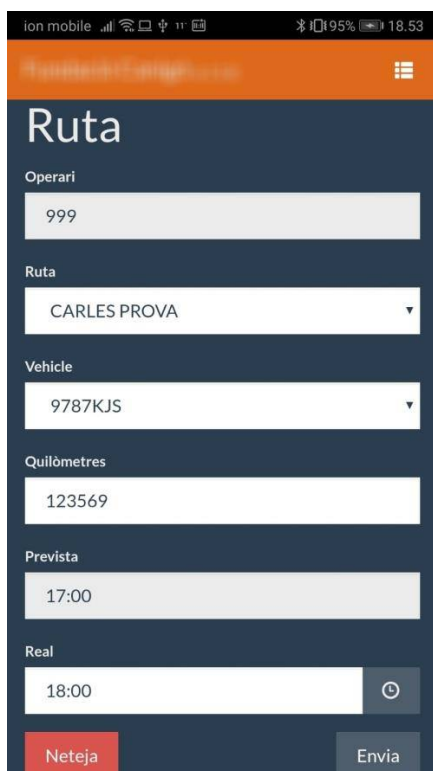 ion mobile 95% 18.53
Ruta
Operari
999
Ruta
CARLES PROVA
Vehicle
9787KJS
Quilòmetres
123569
Prevista
17:00
Real
18:00
Neteja Envia